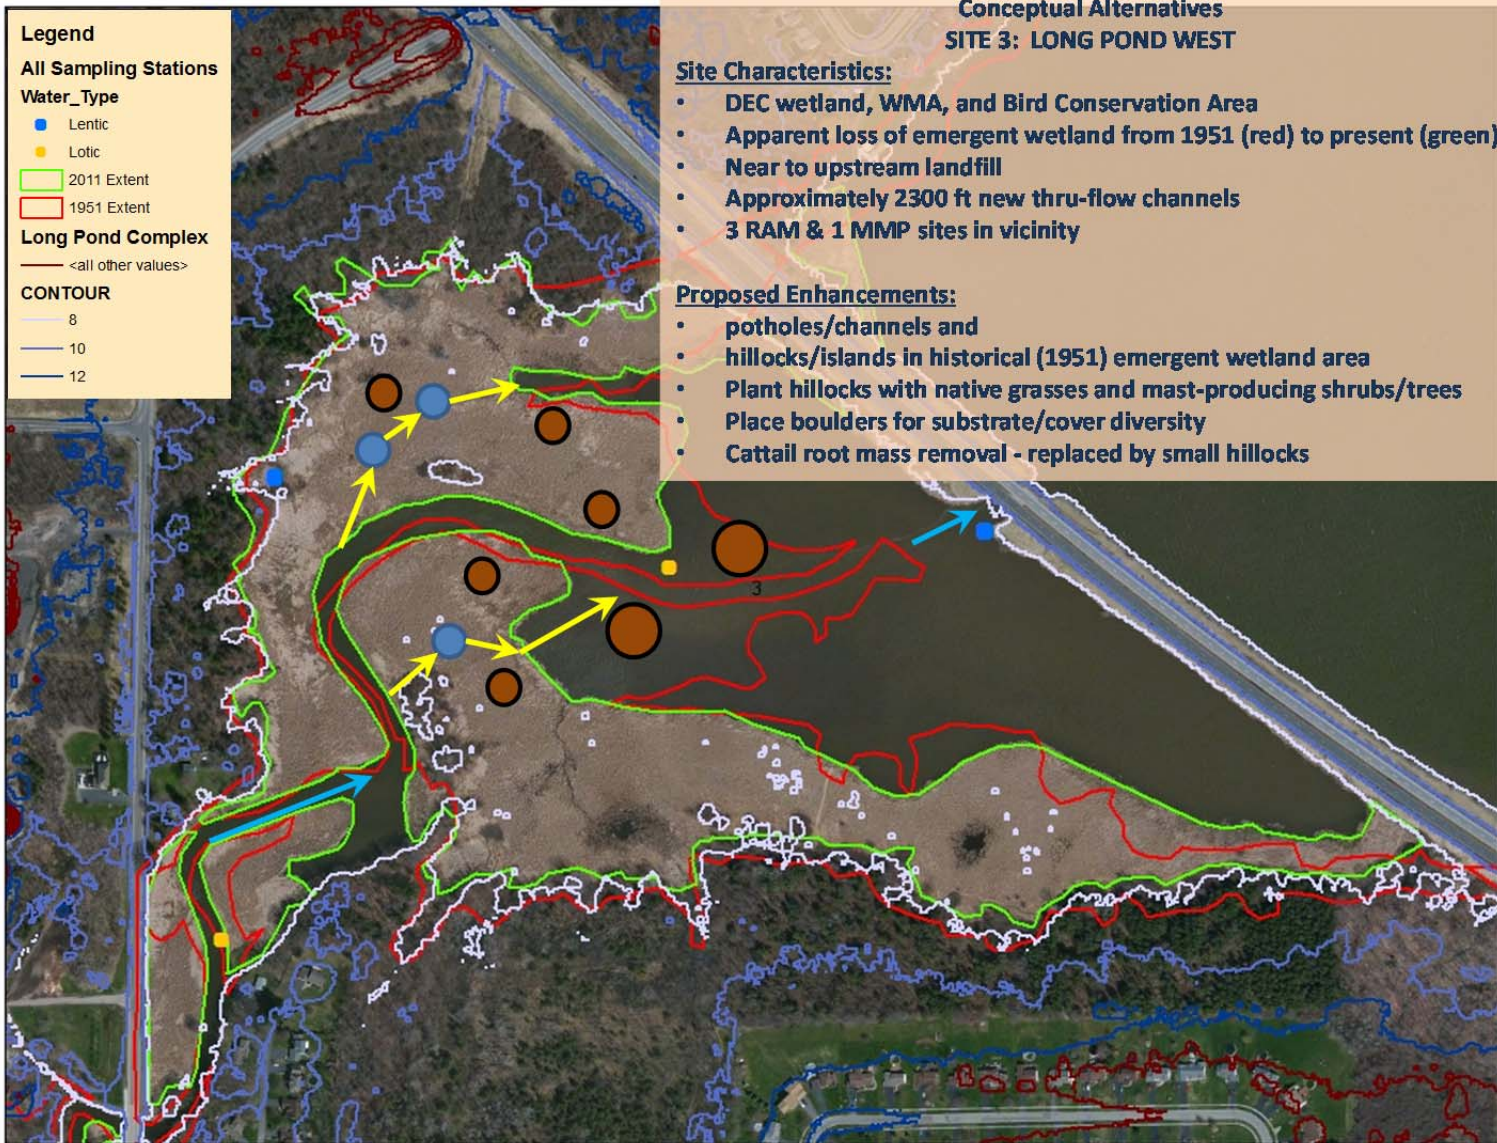 Legend
All Sampling Stations
Water_Type
Lentic
Lotic
2011 Extent
1951 Extent
Long Pond Complex
<all other values>
CONTOUR
8
10
12
Conceptual Alternatives
SITE 3: LONG POND WEST
Site Characteristics:
• DEC wetland, WMA, and Bird Conservation Area
• Apparent loss of emergent wetland from 1951 (red) to present (green)
• Near to upstream landfill
• Approximately 2300 ft new thru-flow channels
• 3 RAM & 1 MMP sites in vicinity
Proposed Enhancements:
• potholes/channels and
• hillocks/islands in historical (1951) emergent wetland area
• Plant hillocks with native grasses and mast-producing shrubs/trees
• Place boulders for substrate/cover diversity
• Cattail root mass removal - replaced by small hillocks
3